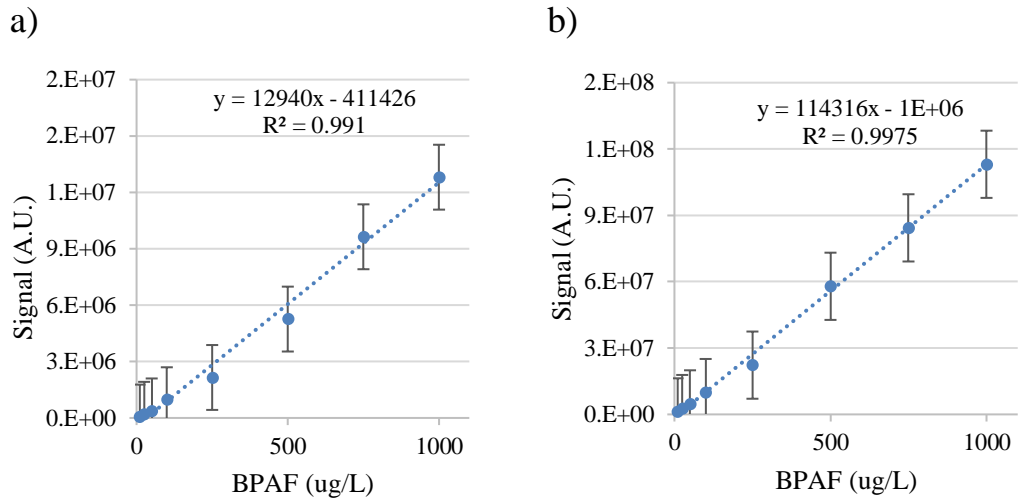 a)
2.E+07
2.E+07
1.E+07
9.E+06
6.E+06
3.E+06
0.E+00
Signal (A.U.)
y = 12940x - 411426
R² = 0.991
0
500
1000
BPAF (ug/L)
b)
2.E+08
1.E+08
9.E+07
6.E+07
3.E+07
0.E+00
Signal (A.U.)
y = 114316x - 1E+06
R² = 0.9975
0
500
1000
BPAF (ug/L)